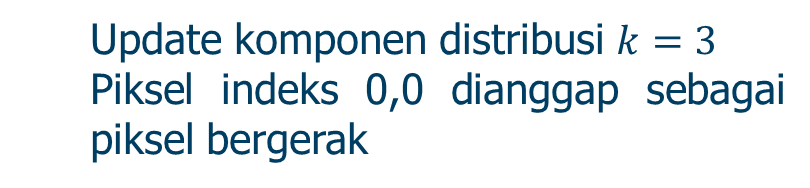 Update komponen distribusi k = 3
Piksel indeks 0,0 dianggap sebagai
piksel bergerak